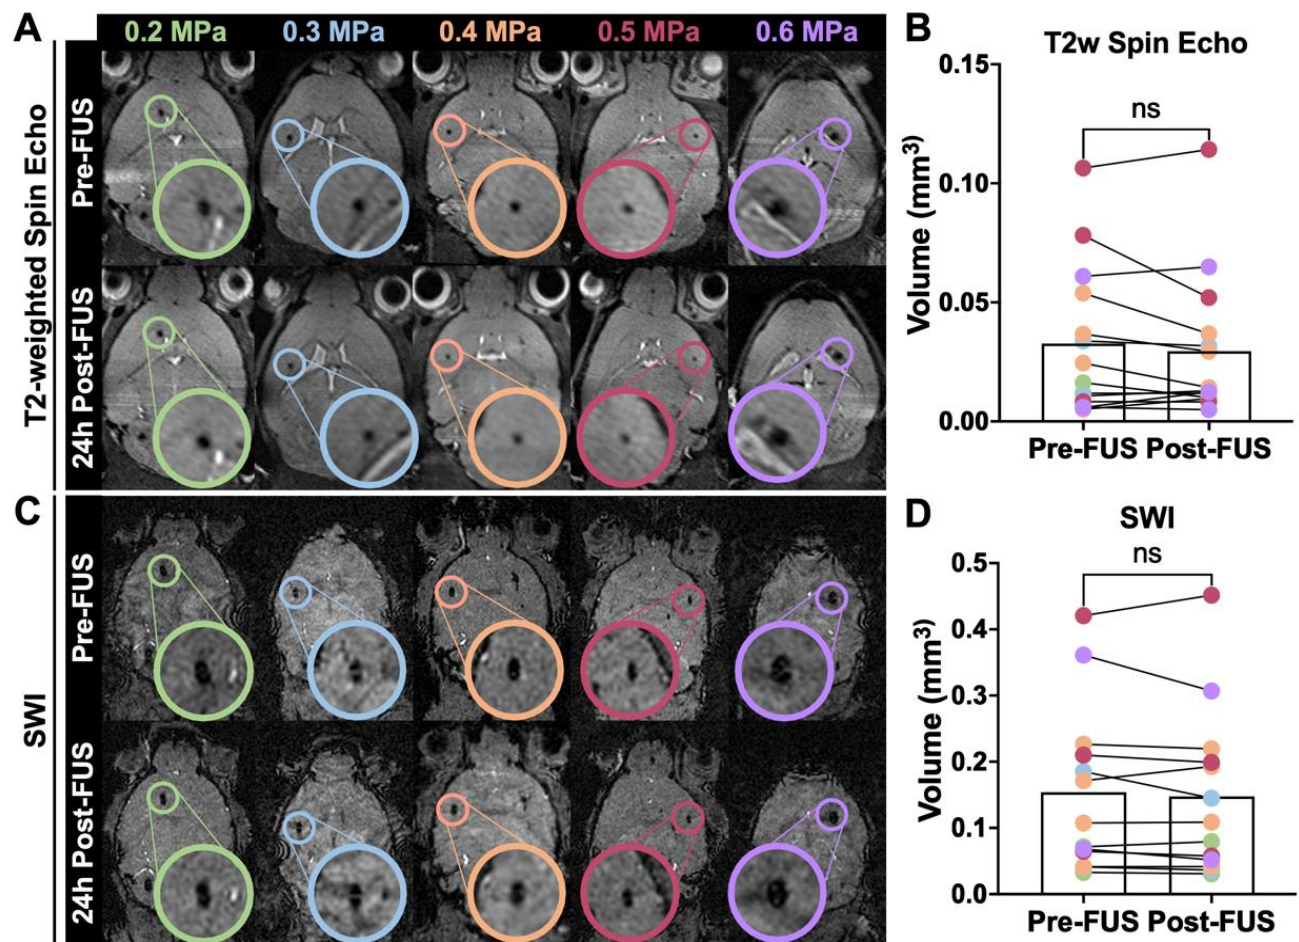 A
0.2 MPa
0.3 MPa
0.4 MPa
0.5 MPa
0.6 MPa
T2-weighted Spin Echo
Pre-FUS
24h Post-FUS
B
T2w Spin Echo
ns
Volume (mm³)
0.15
0.10
0.05
0.00
Pre-FUS Post-FUS
C
SWI
Pre-FUS
24h Post-FUS
D
SWI
ns
Volume (mm³)
0.5
0.4
0.3
0.2
0.1
0.0
Pre-FUS Post-FUS